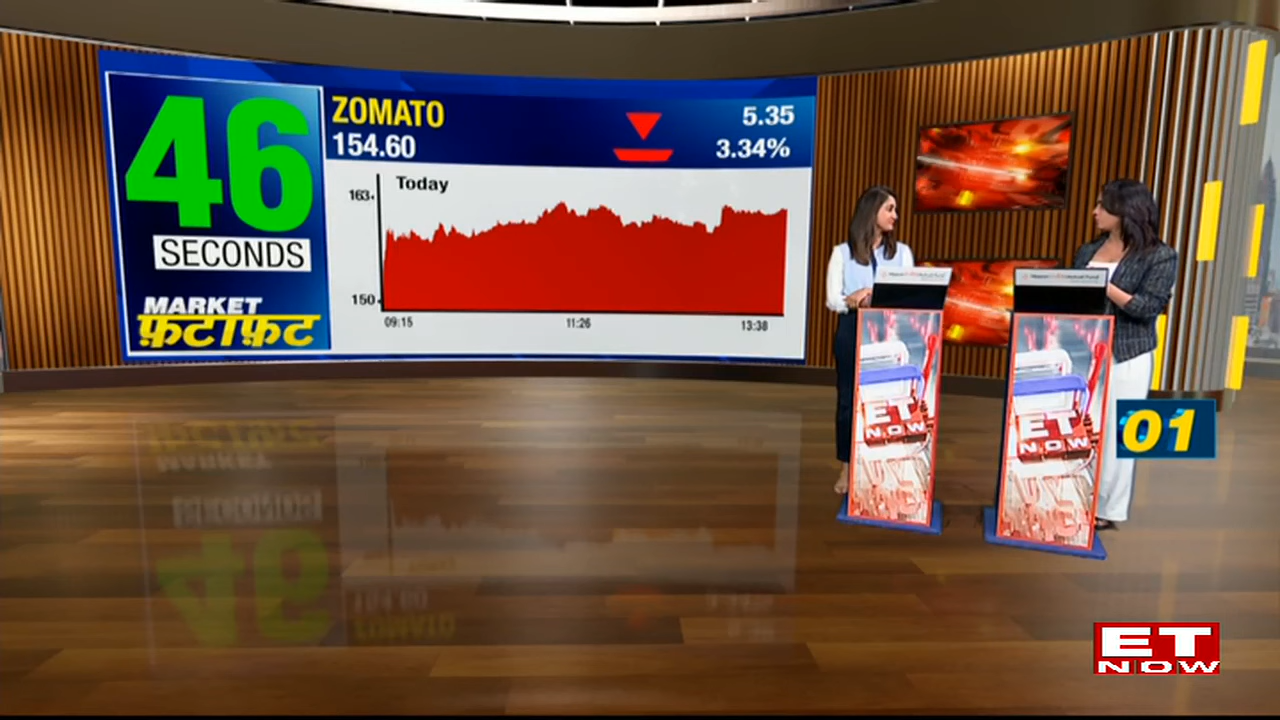 46
SECONDS
MARKET
फ़टाफ़ट
ZOMATO
154.60
5.35
3.34%
Today
163
150
09:15
11:26
13:38
ET
NOW
ET
NOW
01
ET
NOW